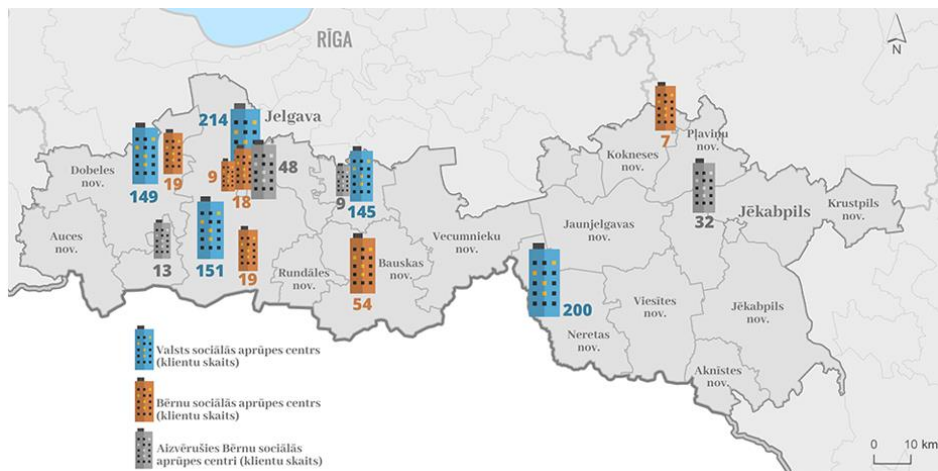 RĪGA
N
214
Jelgava
7
Pļaviņu
nov.
Kokneses
nov.
Dobeles
nov.
149
19
9
18
48
9
145
32
Jēkabpils
Krustpils
nov.
Jaunjelgavas
nov.
Auces
nov.
13
151
19
Rundāles
nov.
Bauskas
nov.
54
Vecumnieku
nov.
200
Neretas
nov.
Viesītes
nov.
Jēkabpils
nov.
Aknīstes
nov.
Valsts sociālās aprūpes centrs
(klientu skaits)
Bērnu sociālās aprūpes centrs
(klientu skaits)
Aizvērušies Bērnu sociālās
aprūpes centri (klientu skaits)
0 10 km